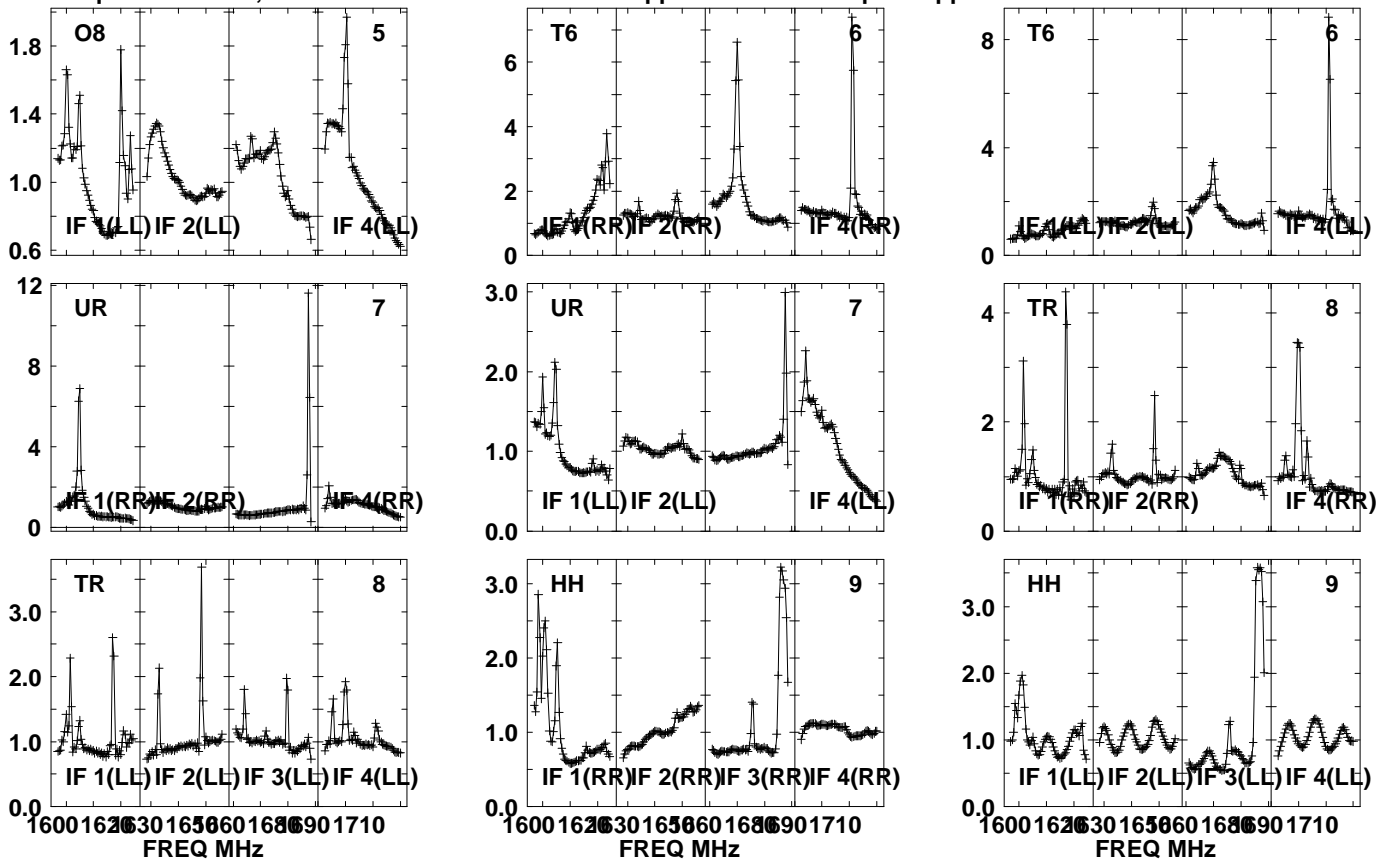 O8 5 T6 6 T6 6
1.8 6 8
1.4 4
1.0 2 4
0.6 IF 1(LL) IF 2(LL) IF 4(LL) 0 IF 1(RR) IF 2(RR) IF 4(RR) 0 IF 1(LL) IF 2(LL) IF 4(LL)
12 UR 7 3.0 UR 7 TR 8
8 2.0 4
4 1.0 2
0 IF 1(RR) IF 2(RR) IF 4(RR) 0.0 IF 1(LL) IF 2(LL) IF 4(LL) 0 IF 1(RR) IF 2(RR) IF 4(RR)
TR 8 HH 9 HH 9
3.0 3.0 3.0
2.0 2.0 2.0
1.0 1.0 1.0
0.0 IF 1(LL) IF 2(LL) IF 3(LL) IF 4(LL) 0.0 IF 1(RR) IF 2(RR) IF 3(RR) IF 4(RR) 0.0 IF 1(LL) IF 2(LL) IF 3(LL) IF 4(LL)
1600 1710 1600 1710 1600 1710
FREQ MHz FREQ MHz FREQ MHz